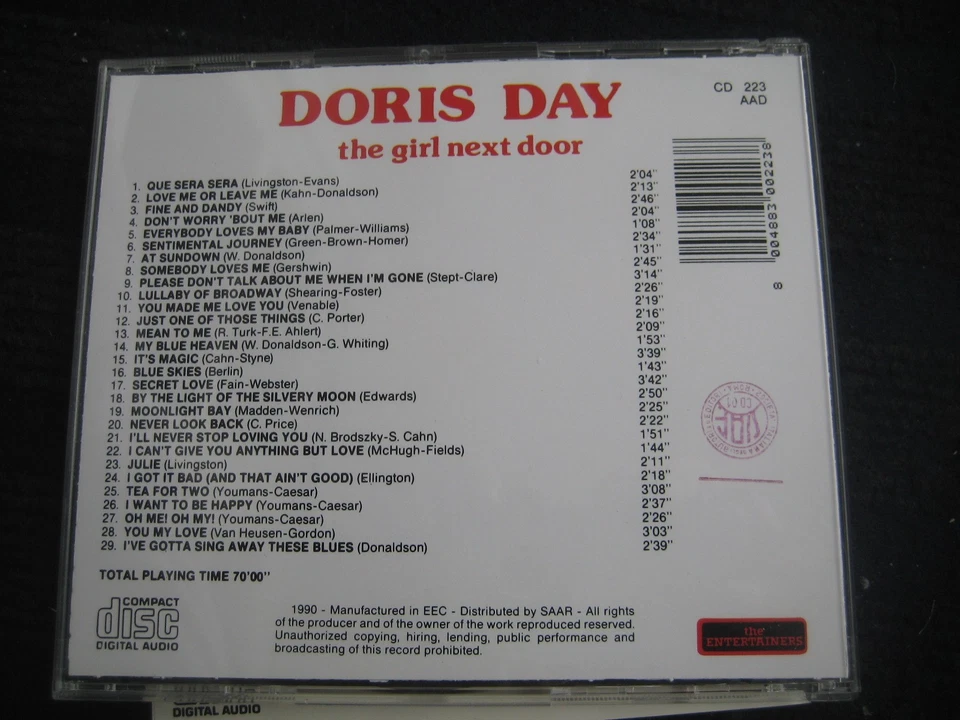 DORIS DAY
the girl next door
CD 223
AAD
1. QUE SERA SERA (Livingston-Evans) 2'04"
2. LOVE ME OR LEAVE ME (Kahn-Donaldson) 2'13"
3. FINE AND DANDY (Swift) 2'46"
4. DON'T WORRY 'BOUT ME (Arlen) 2'04"
5. EVERYBODY LOVES MY BABY (Palmer-Williams) 1'08"
6. SENTIMENTAL JOURNEY (Green-Brown-Homer) 2'34"
7. AT SUNDOWN (W. Donaldson) 1'31"
8. SOMEBODY LOVES ME (Gershwin) 2'45"
9. PLEASE DON'T TALK ABOUT ME WHEN I'M GONE (Stept-Clare) 3'14"
10. LULLABY OF BROADWAY (Shearing-Foster) 2'26"
11. YOU MADE ME LOVE YOU (Venable) 2'19"
12. JUST ONE OF THOSE THINGS (C. Porter) 2'16"
13. MEAN TO ME (R. Turk-F.E. Ahlert) 2'09"
14. MY BLUE HEAVEN (W. Donaldson-G. Whiting) 1'53"
15. IT'S MAGIC (Cahn-Styne) 3'39"
16. BLUE SKIES (Berlin) 1'43"
17. SECRET LOVE (Fain-Webster) 3'42"
18. BY THE LIGHT OF THE SILVERY MOON (Edwards) 2'50"
19. MOONLIGHT BAY (Madden-Wenrich) 2'25"
20. NEVER LOOK BACK (C. Price) 2'22"
21. I'LL NEVER STOP LOVING YOU (N. Brodszky-S. Cahn) 1'51"
22. I CAN'T GIVE YOU ANYTHING BUT LOVE (McHugh-Fields) 1'44"
23. JULIE (Livingston) 2'11"
24. I GOT IT BAD (AND THAT AIN'T GOOD) (Ellington) 2'18"
25. TEA FOR TWO (Youmans-Caesar) 3'08"
26. I WANT TO BE HAPPY (Youmans-Caesar) 2'37"
27. OH ME! OH MY! (Youmans-Caesar) 2'26"
28. YOU MY LOVE (Van Heusen-Gordon) 3'03"
29. I'VE GOTTA SING AWAY THESE BLUES (Donaldson) 2'39"
TOTAL PLAYING TIME 70'00"
004883 002238
8
COMPACT
disc
DIGITAL AUDIO
1990 - Manufactured in EEC - Distributed by SAAR - All rights
of the producer and of the owner of the work reproduced reserved.
Unauthorized copying, hiring, lending, public performance and
broadcasting of this record prohibited.
the
ENTERTAINERS
DIGITAL AUDIO